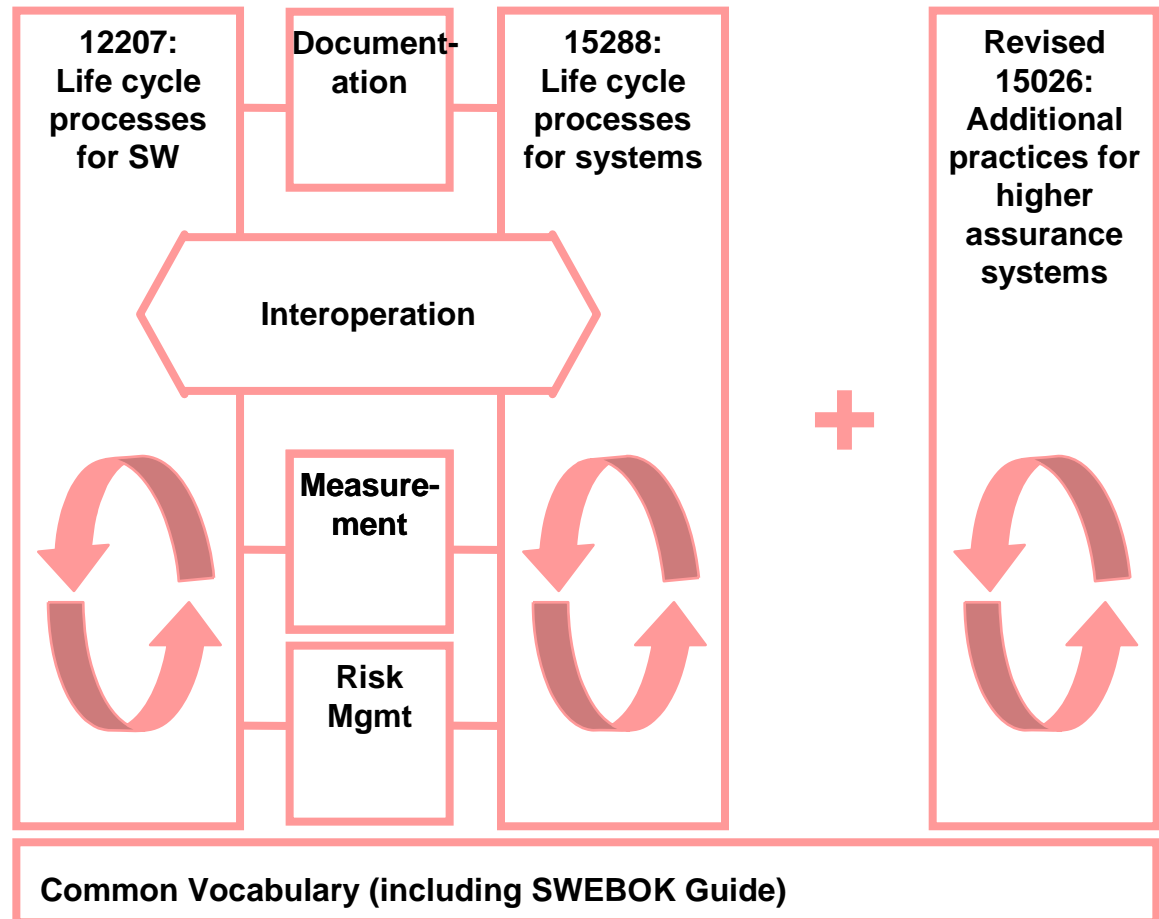 12207:
Life cycle
processes
for SW
Document-
ation
15288:
Life cycle
processes
for systems
Revised
15026:
Additional
practices for
higher
assurance
systems
Interoperation
+
Measure-
ment
Risk
Mgmt
Common Vocabulary (including SWEBOK Guide)